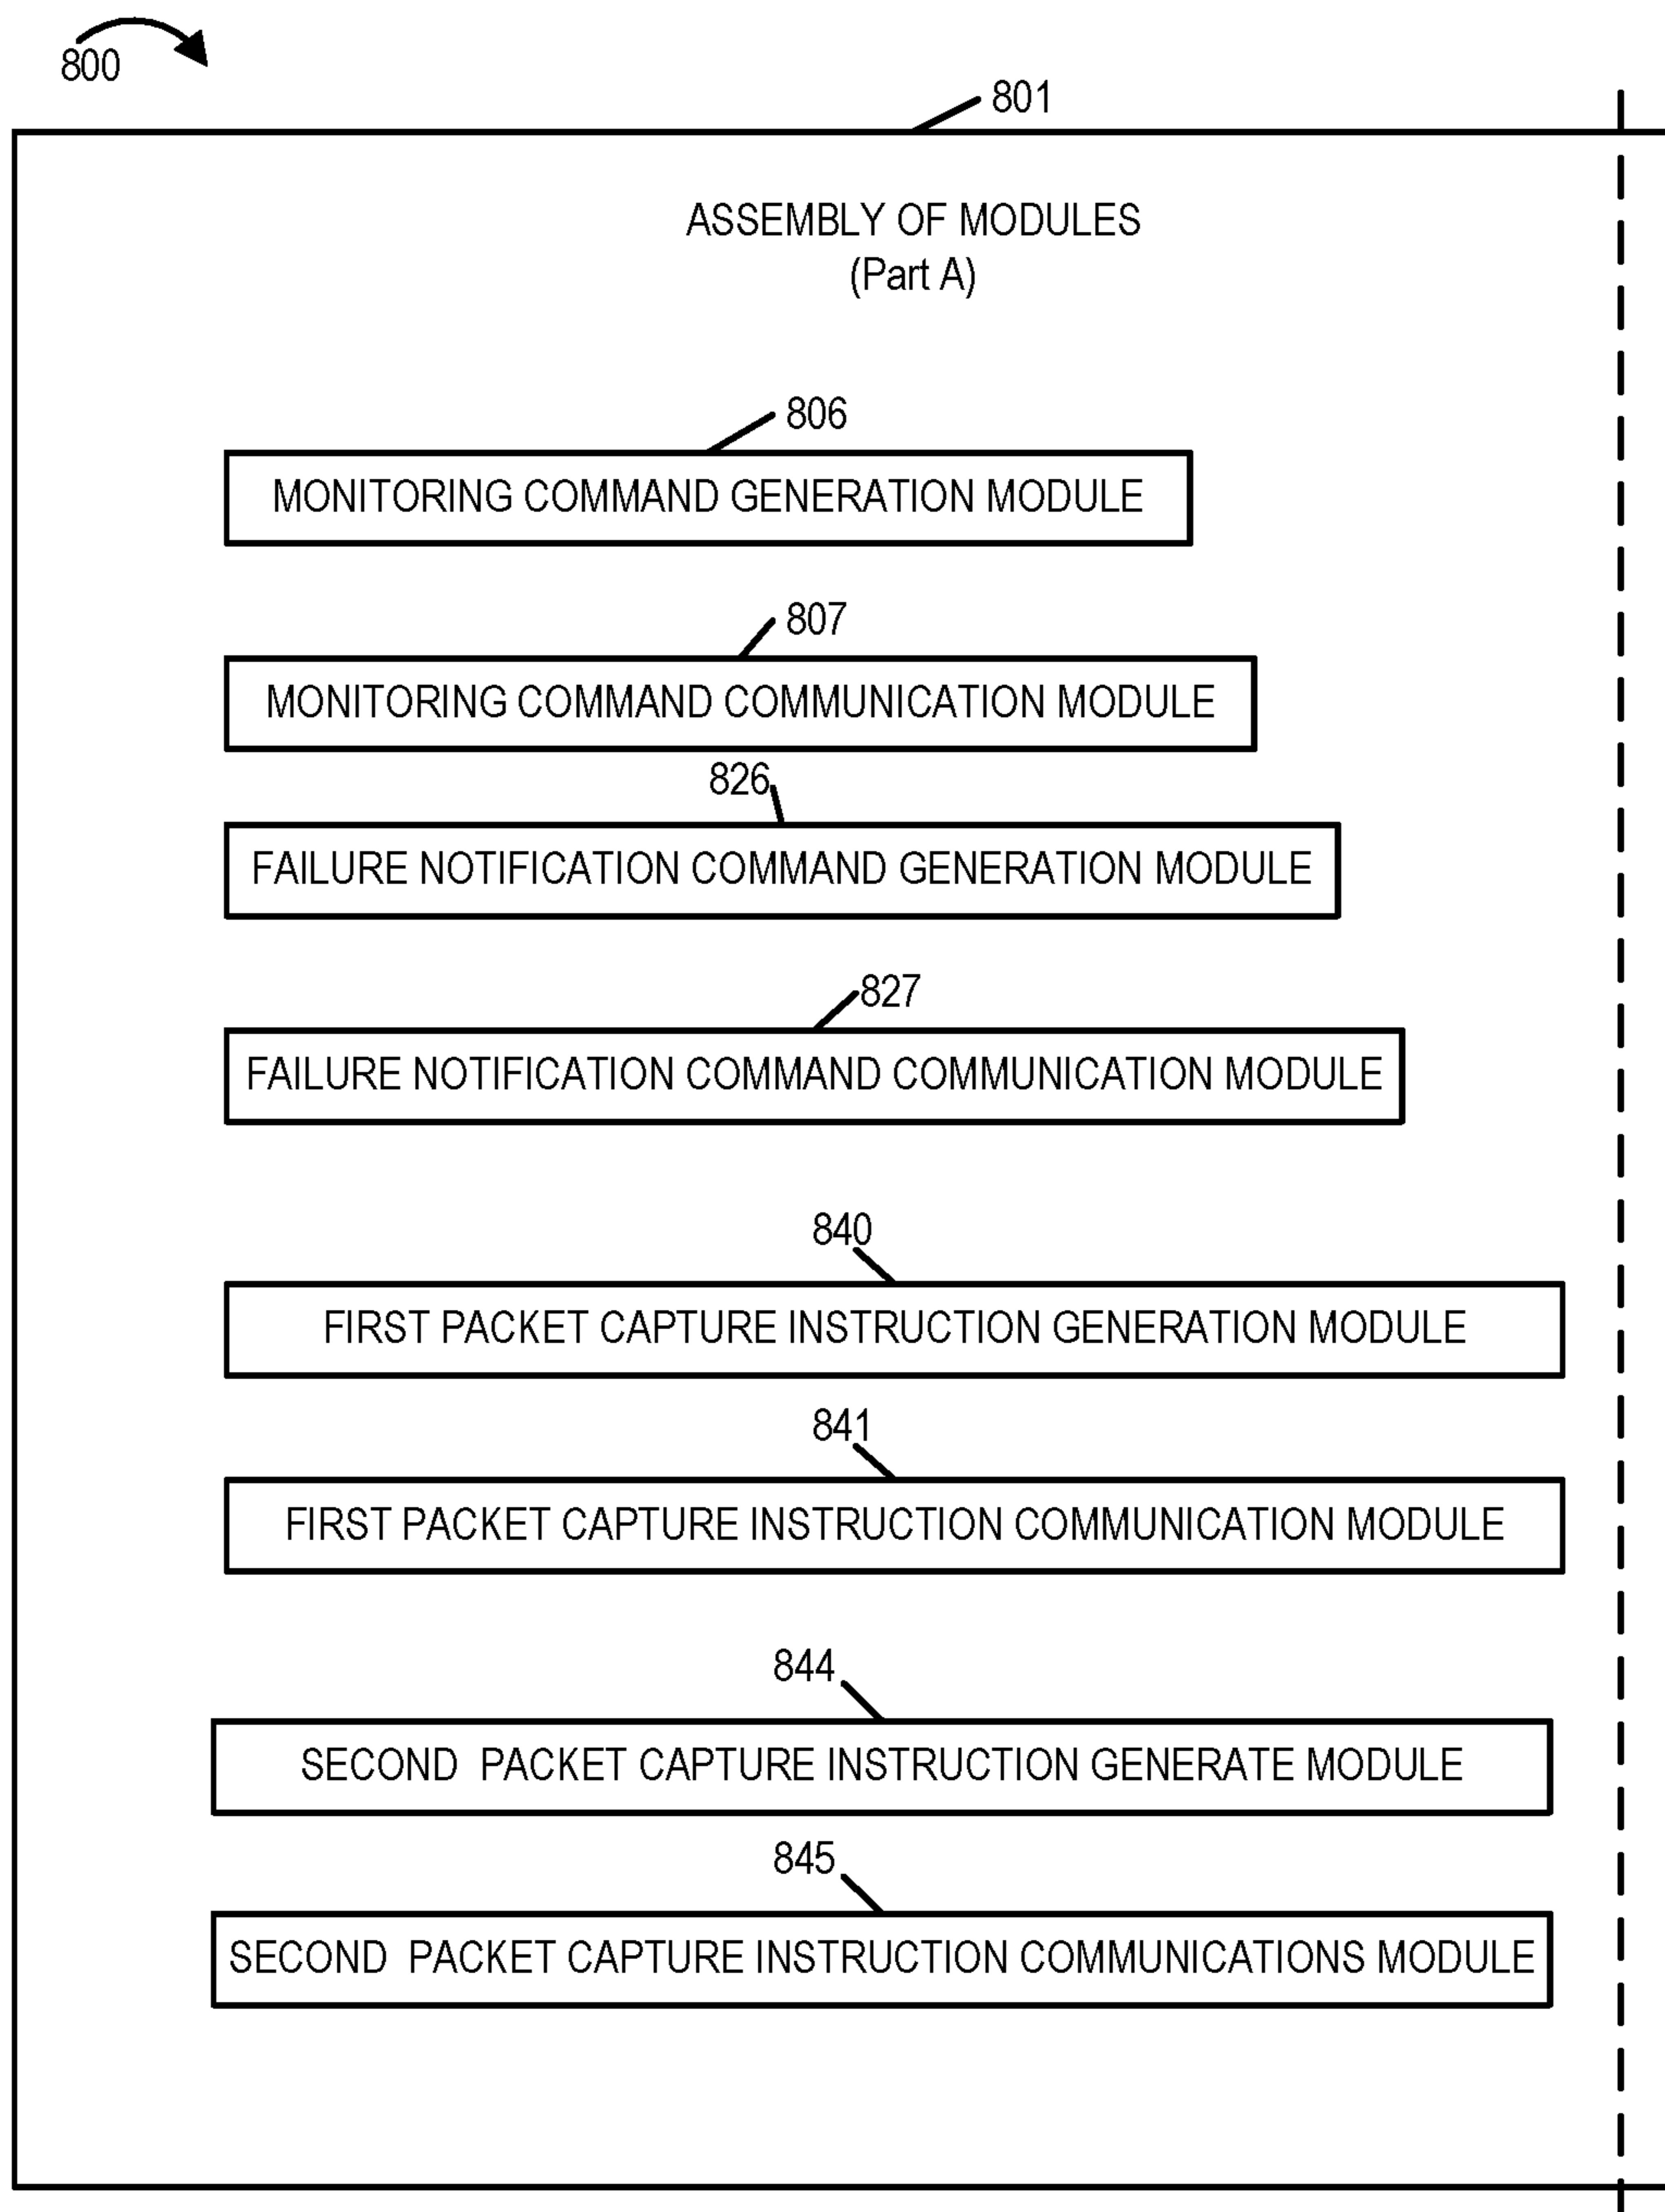 800
801
ASSEMBLY OF MODULES
(Part A)
806
MONITORING COMMAND GENERATION MODULE
807
MONITORING COMMAND COMMUNICATION MODULE
826
FAILURE NOTIFICATION COMMAND GENERATION MODULE
827
FAILURE NOTIFICATION COMMAND COMMUNICATION MODULE
840
FIRST PACKET CAPTURE INSTRUCTION GENERATION MODULE
841
FIRST PACKET CAPTURE INSTRUCTION COMMUNICATION MODULE
844
SECOND PACKET CAPTURE INSTRUCTION GENERATE MODULE
845
SECOND PACKET CAPTURE INSTRUCTION COMMUNICATIONS MODULE